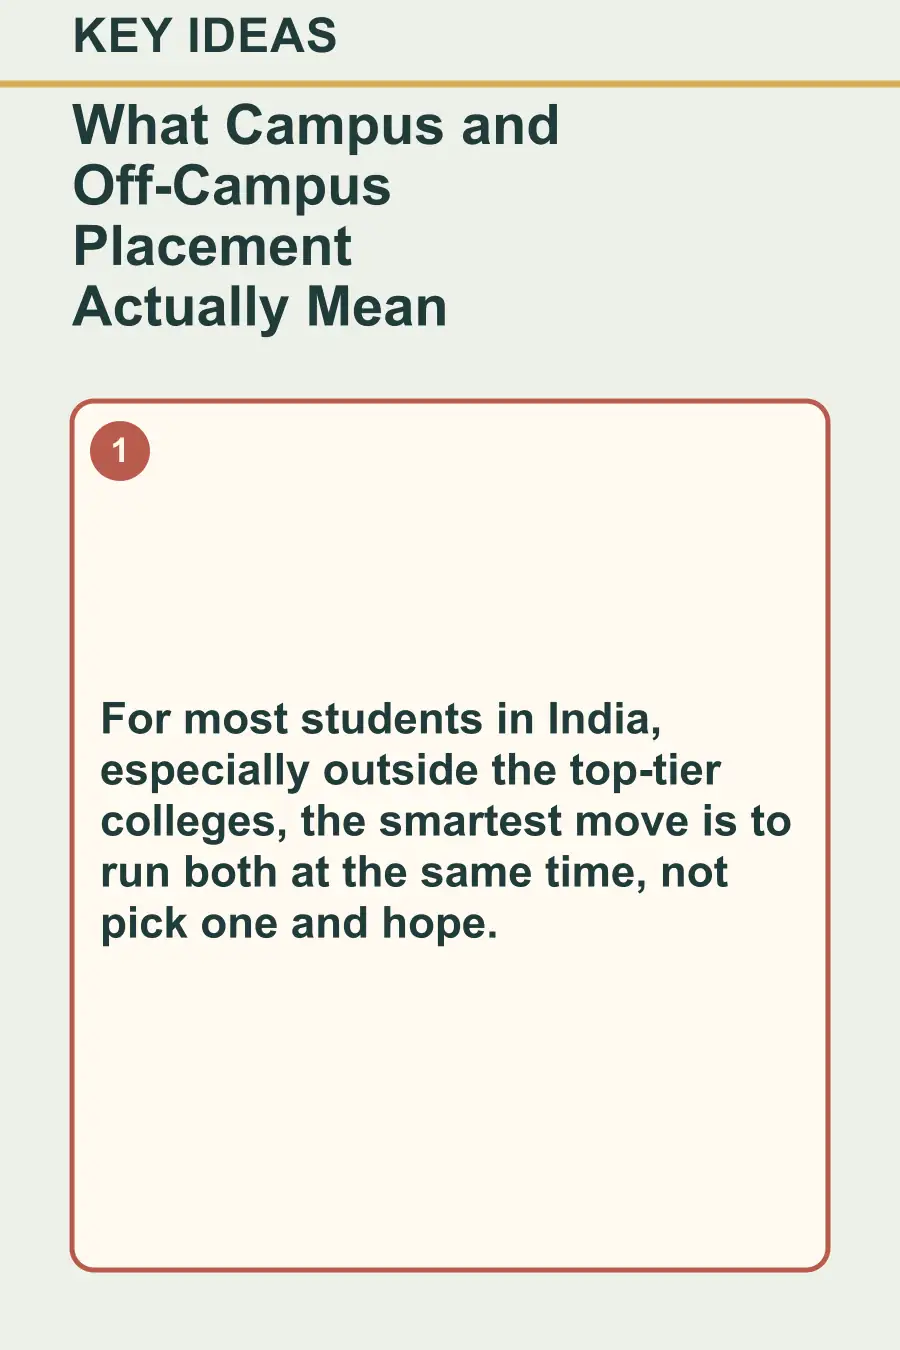 KEY IDEAS
What Campus and
Off-Campus
Placement
Actually Mean
1
For most students in India,
especially outside the top-tier
colleges, the smartest move is to
run both at the same time, not
pick one and hope.